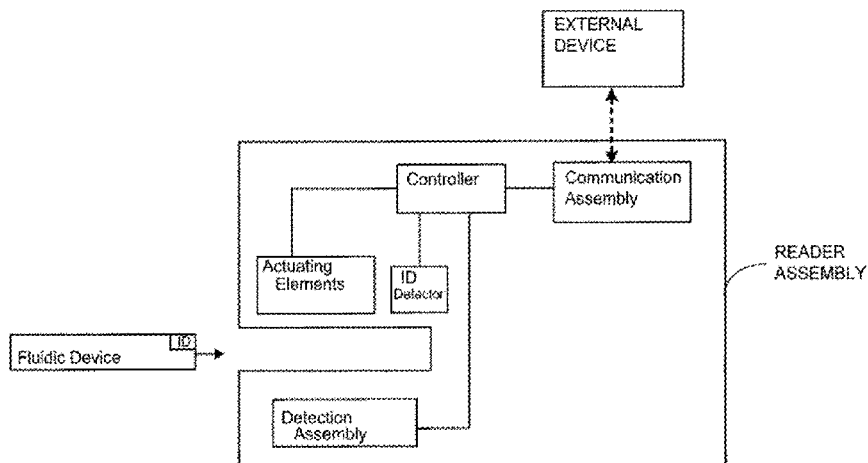 EXTERNAL
DEVICE
Controller
Communication
Assembly
Actuating
Elements
ID
Detector
READER
ASSEMBLY
ID
Fluidic Device
Detection
Assembly